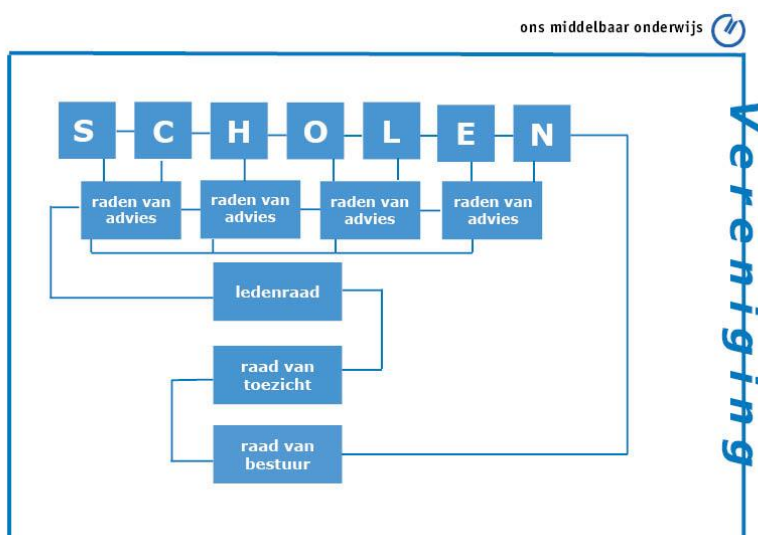 ons middelbaar onderwijs
S C H O L E N
raden van
advies
raden van
advies
raden van
advies
raden van
advies
ledenraad
raad van
toezicht
raad van
bestuur
Vereniging